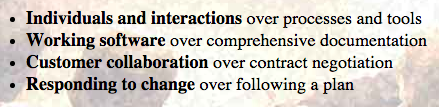 • Individuals and interactions over processes and tools
• Working software over comprehensive documentation
• Customer collaboration over contract negotiation
• Responding to change over following a plan